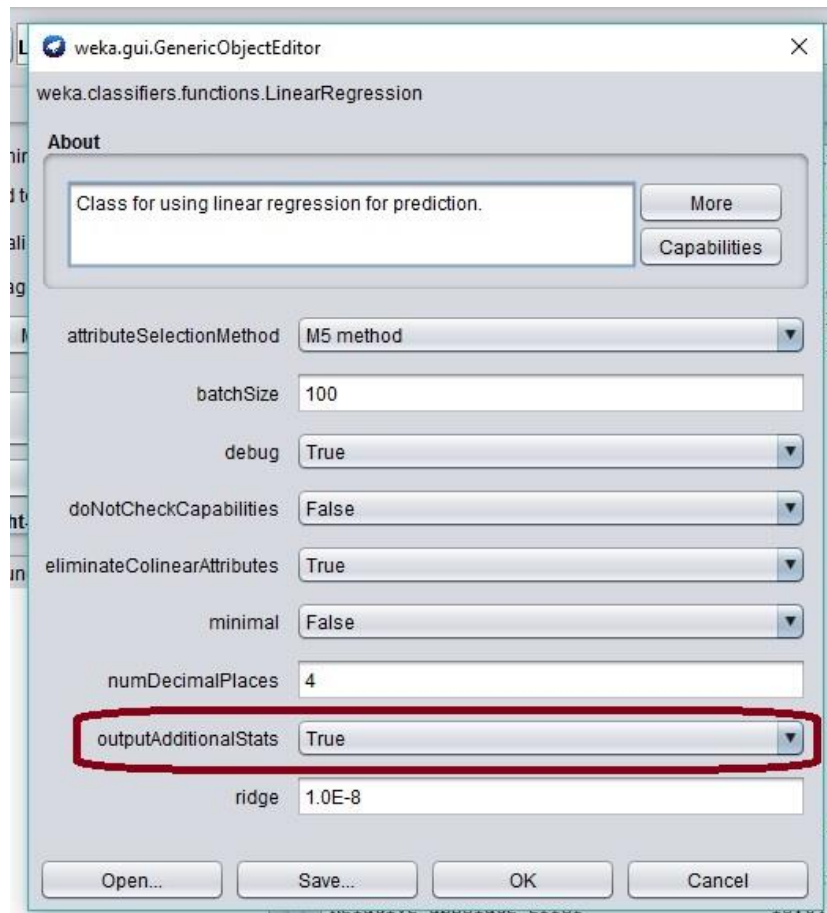 weka.gui.GenericObjectEditor
weka.classifiers.functions.LinearRegression
About
Class for using linear regression for prediction.
More
Capabilities
attributeSelectionMethod M5 method
batchSize 100
debug True
doNotCheckCapabilities False
eliminateColinearAttributes True
minimal False
numDecimalPlaces 4
outputAdditionalStats True
ridge 1.0E-8
Open... Save... OK Cancel